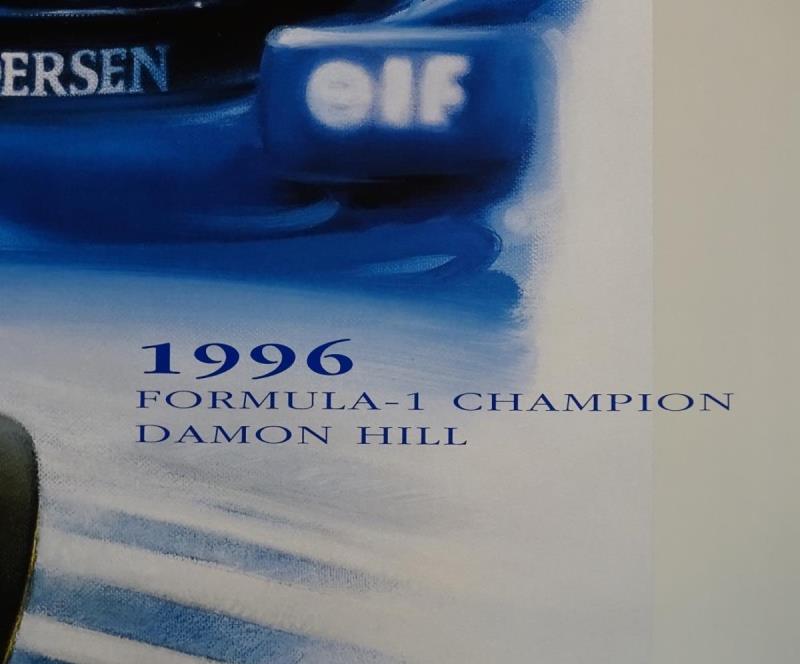 ERSEN
elf
1996
FORMULA-1 CHAMPION
DAMON HILL